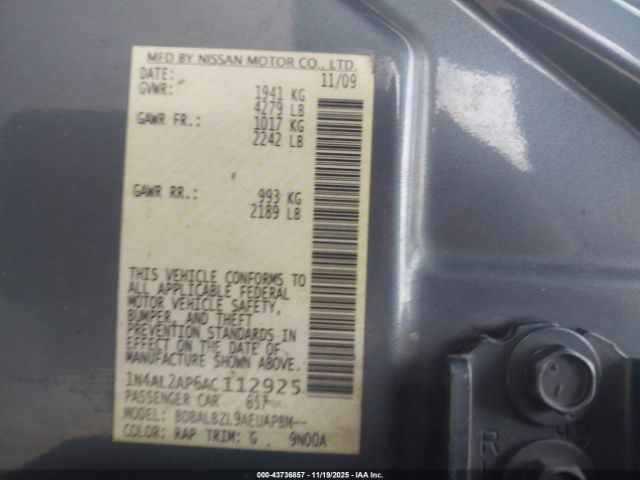 MFD BY NISSAN MOTOR CO., LTD.
DATE: 11/09
GVWR: 1941 KG
4279 LB
GAWR FR.: 1017 KG
2242 LB
GAWR RR.: 993 KG
2189 LB
THIS VEHICLE CONFORMS TO
ALL APPLICABLE FEDERAL
MOTOR VEHICLE SAFETY,
BUMPER, AND THEFT
PREVENTION STANDARDS IN
EFFECT ON THE DATE OF
MANUFACTURE SHOWN ABOVE.
1N4AL2AP6AC112925
PASSENGER CAR 657
MODEL: BDBALBZL9AEUAPBM--
COLOR: RAP TRIM: G 9N00A
R
000-43736857 - 11/19/2025 - IAAI.com